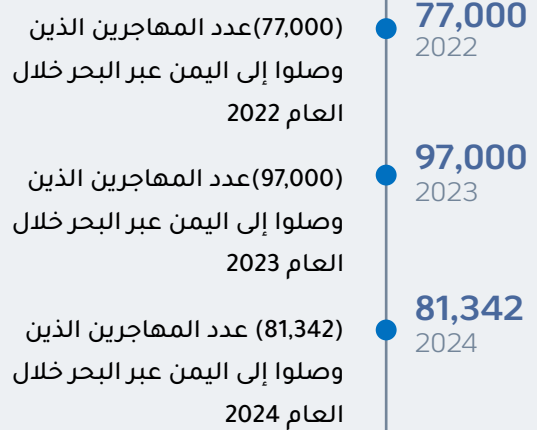 77,000
2022
(77,000)عدد المهاجرين الذين
وصلوا إلى اليمن عبر البحر خلال
العام 2022
97,000
2023
(97,000)عدد المهاجرين الذين
وصلوا إلى اليمن عبر البحر خلال
العام 2023
81,342
2024
(81,342) عدد المهاجرين الذين
وصلوا إلى اليمن عبر البحر خلال
العام 2024